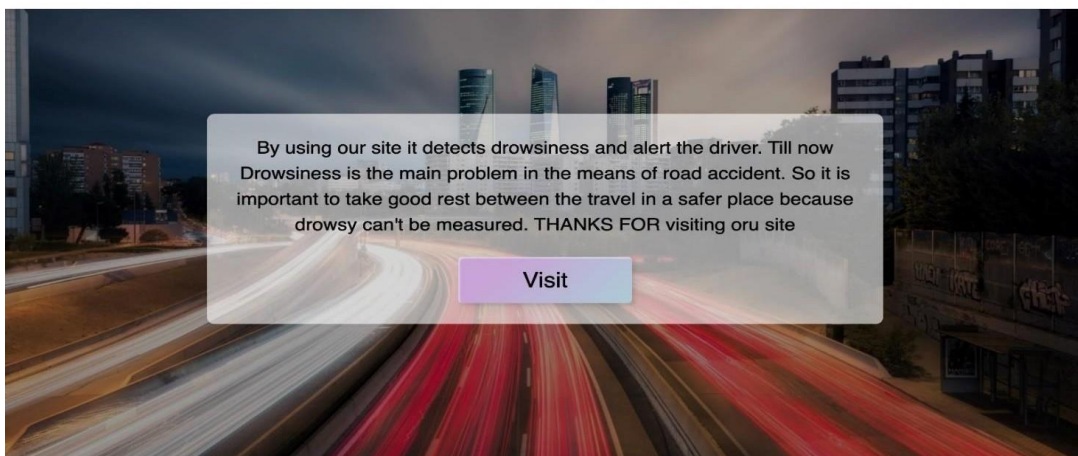 By using our site it detects drowsiness and alert the driver. Till now
Drowsiness is the main problem in the means of road accident. So it is
important to take good rest between the travel in a safer place because
drowsy can't be measured. THANKS FOR visiting oru site
Visit